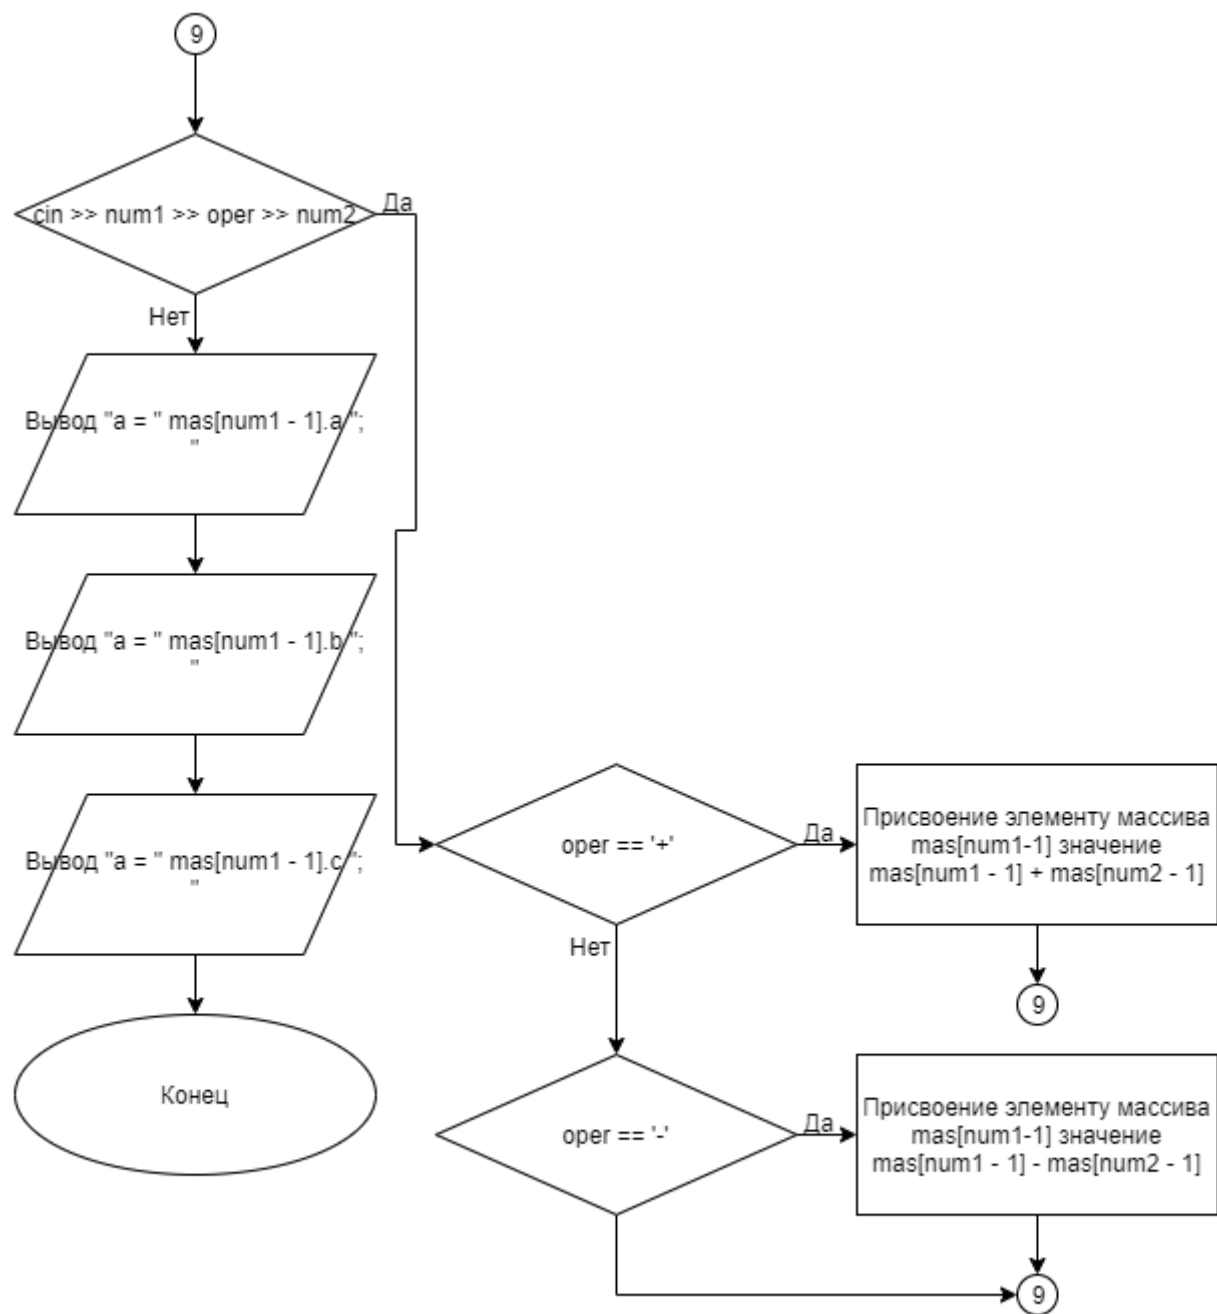 9
cin >> num1 >> oper >> num2
Да
Нет
Вывод "a = " mas[num1 - 1].a ";
"
Вывод "a = " mas[num1 - 1].b ";
"
Вывод "a = " mas[num1 - 1].c ";
"
Конец
oper == '+'
Да
Присвоение элементу массива
mas[num1-1] значение
mas[num1 - 1] + mas[num2 - 1]
9
Нет
oper == '-'
Да
Присвоение элементу массива
mas[num1-1] значение
mas[num1 - 1] - mas[num2 - 1]
9